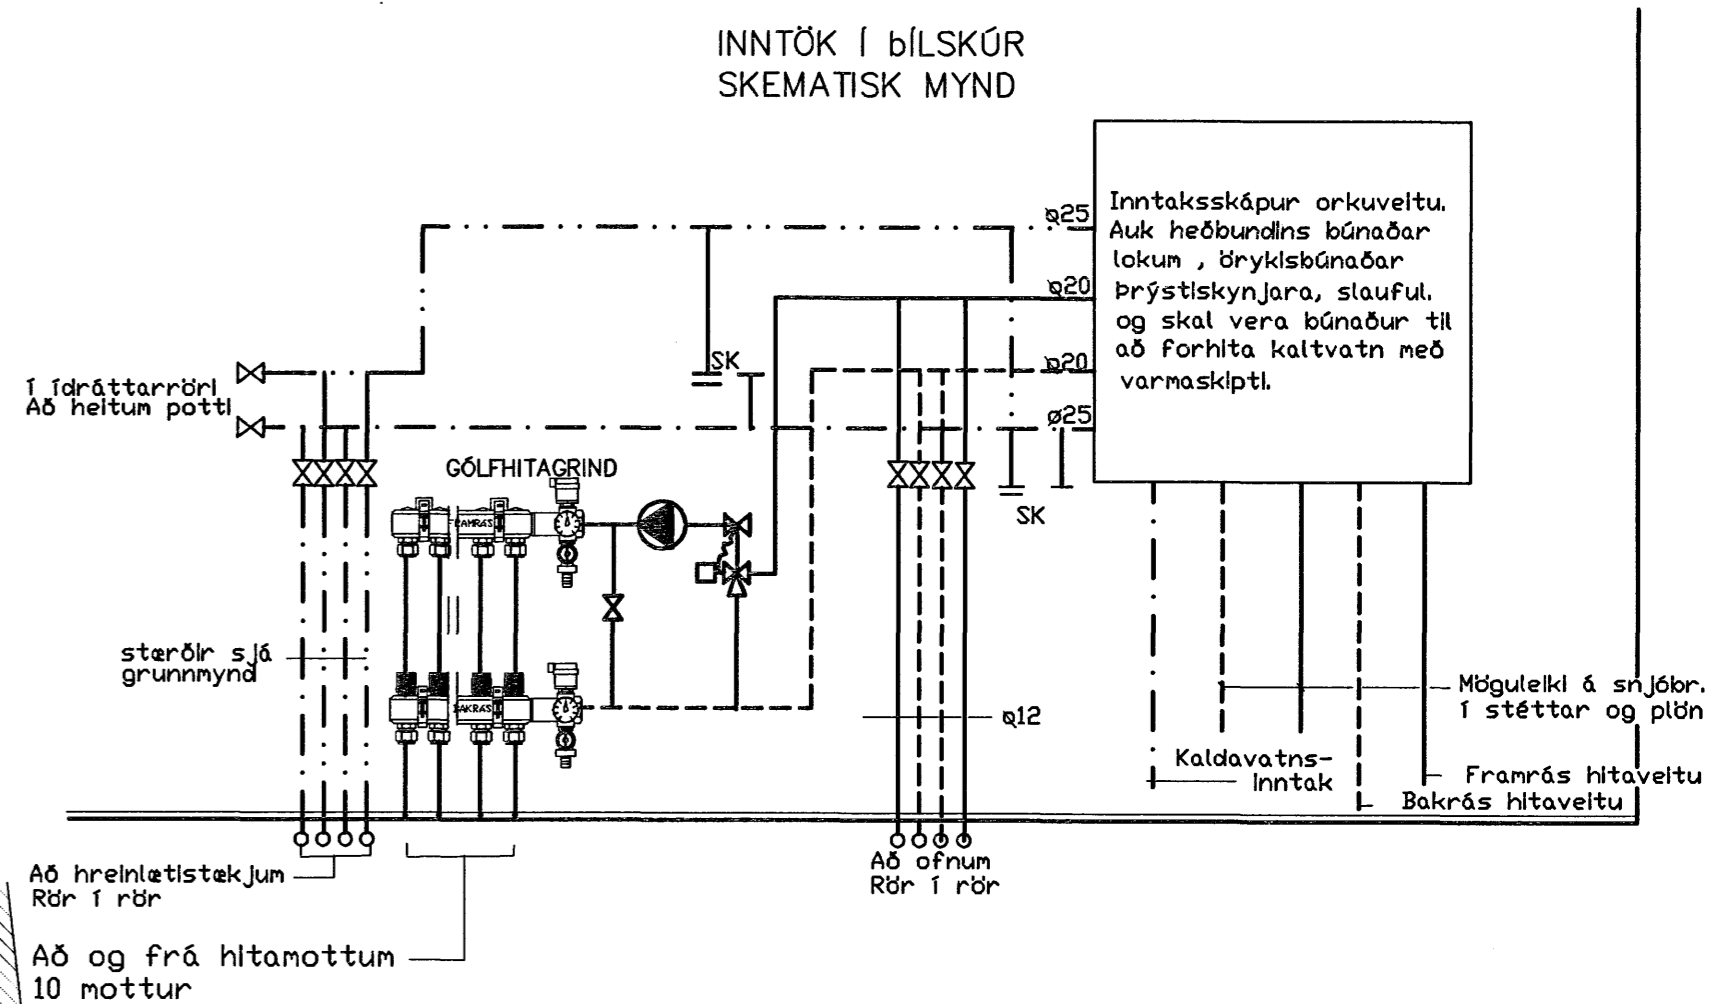 INNTÖK Í bÍLSKÚR
SKEMATISK MYND
Inntaksskápur orkuveitu.
Auk heðbundins búnaðar
lokum , örykisbúnaðar
Þrýstiskynjara, slauful.
og skal vera búnaður til
að forhita kaltvatn með
varmaskipti.
ø25
ø20
ø20
ø25
SK
SK
Í ídráttarröri
Að heitum potti
GÓLFHITAGRIND
FRAMRÁS
BAKRÁS
stærðir sjá
grunnmynd
ø12
Möguleiki á snjóbr.
í stéttar og plön
Kaldavatns-
inntak
Framrás hitaveitu
Bakrás hitaveitu
Að hreinlætistækjum
Rör í rör
Að ofnum
Rör í rör
Að og frá hitamottum
10 mottur